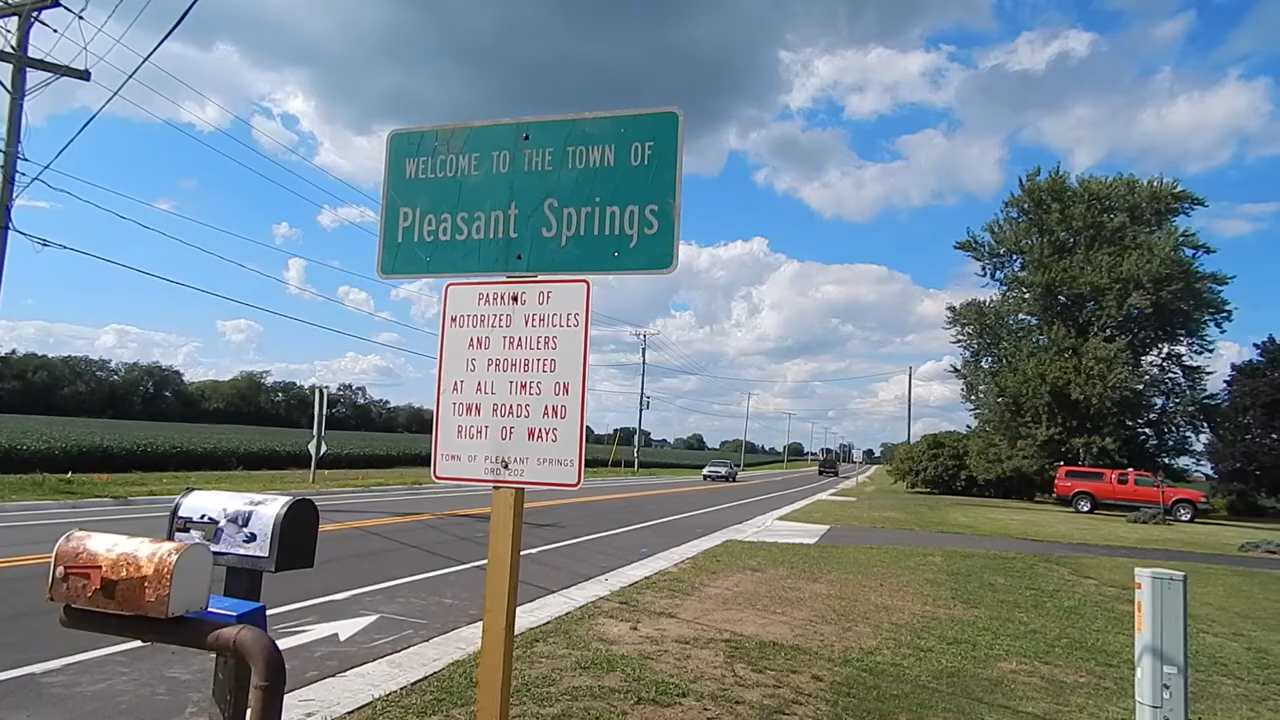 WELCOME TO THE TOWN OF
Pleasant Springs
PARKING OF
MOTORIZED VEHICLES
AND TRAILERS
IS PROHIBITED
AT ALL TIMES ON
TOWN ROADS AND
RIGHT OF WAYS
TOWN OF PLEASANT SPRINGS
ORD 202